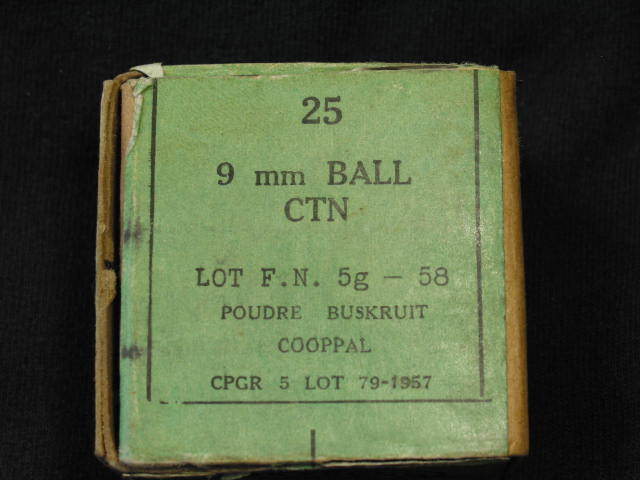 25
9 mm BALL
CTN
LOT F.N. 5g - 58
POUDRE BUSKRUIT
COOPPAL
CPGR 5 LOT 79-1957